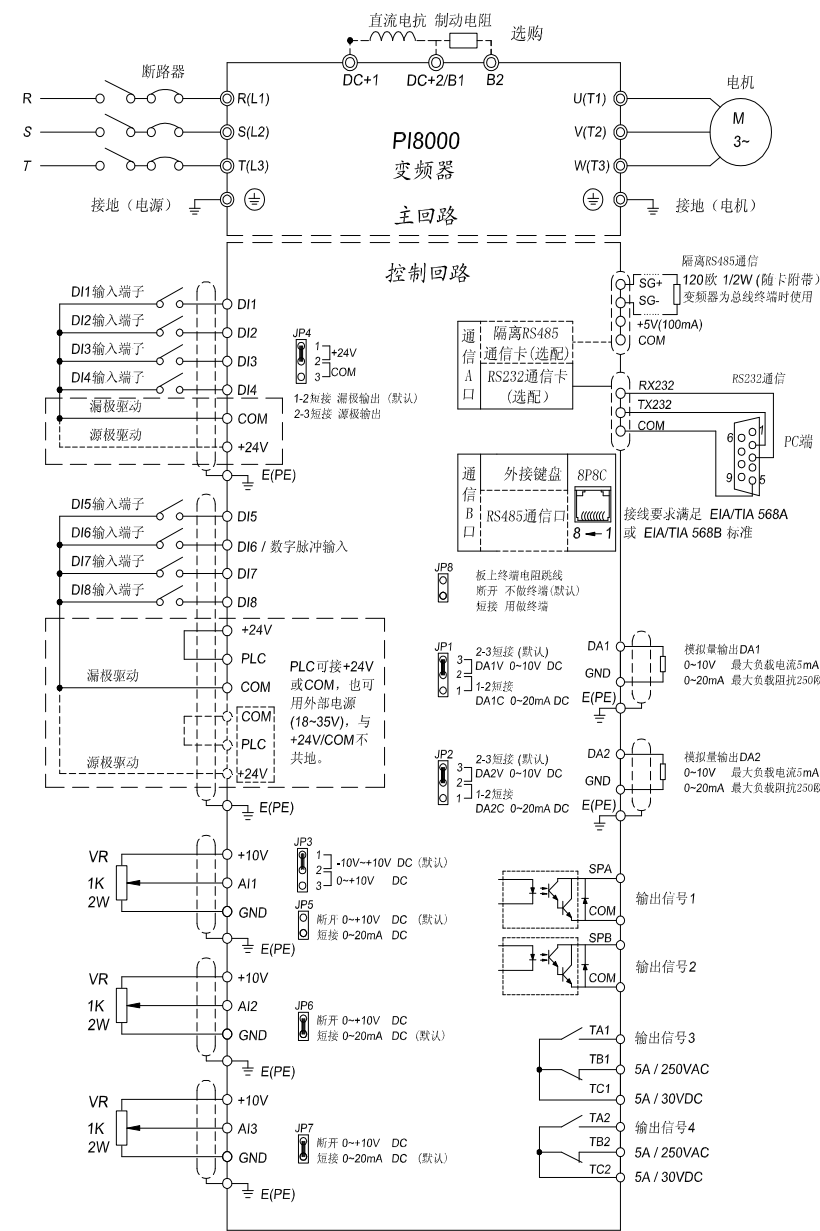 直流电抗 制动电阻
选购
断路器
DC+1
DC+2/B1
B2
电机
R
R(L1)
U(T1)
M
3~
S
S(L2)
V(T2)
T
T(L3)
W(T3)
PI8000
变频器
主回路
接地（电源）
接地（电机）
控制回路
DI1输入端子
DI1
DI2输入端子
DI2
DI3输入端子
DI3
DI4输入端子
DI4
漏极驱动
COM
源极驱动
+24V
E(PE)
JP4
1
2
3
+24V
COM
1-2短接 漏极输出（默认）
2-3短接 源极输出
隔离RS485通信
SG+
120欧 1/2W (随卡附带)
SG-
变频器为总线终端时使用
+5V(100mA)
COM
通信A口
隔离RS485
通信卡(选配)
RS232通信卡
(选配)
RX232
RS232通信
TX232
COM
6
1
9
5
PC端
通信B口
外接键盘
8P8C
RS485通信口
8
1
接线要求满足 EIA/TIA 568A
或 EIA/TIA 568B 标准
DI5输入端子
DI5
DI6输入端子
DI6 / 数字脉冲输入
DI7输入端子
DI7
DI8输入端子
DI8
+24V
PLC
漏极驱动
COM
COM
PLC
源极驱动
+24V
E(PE)
PLC可接+24V
或COM，也可
用外部电源
(18~35V)，与
+24V/COM不
共地。
JP8
板上终端电阻跳线
断开 不做终端(默认)
短接 用做终端
JP1
3
2
1
2-3短接 (默认)
DA1V 0~10V DC
1-2短接
DA1C 0~20mA DC
DA1
GND
E(PE)
模拟量输出DA1
0~10V 最大负载电流5mA
0~20mA 最大负载阻抗250欧
JP2
3
2
1
2-3短接 (默认)
DA2V 0~10V DC
1-2短接
DA2C 0~20mA DC
DA2
GND
E(PE)
模拟量输出DA2
0~10V 最大负载电流5mA
0~20mA 最大负载阻抗250欧
VR
1K
2W
+10V
AI1
GND
E(PE)
JP3
1
2
3
-10V~+10V DC (默认)
0~+10V DC
JP5
断开 0~+10V DC (默认)
短接 0~20mA DC
SPA
COM
输出信号1
SPB
COM
输出信号2
VR
1K
2W
+10V
AI2
GND
E(PE)
JP6
断开 0~+10V DC
短接 0~20mA DC (默认)
TA1
输出信号3
TB1
5A / 250VAC
TC1
5A / 30VDC
VR
1K
2W
+10V
AI3
GND
E(PE)
JP7
断开 0~+10V DC
短接 0~20mA DC (默认)
TA2
输出信号4
TB2
5A / 250VAC
TC2
5A / 30VDC